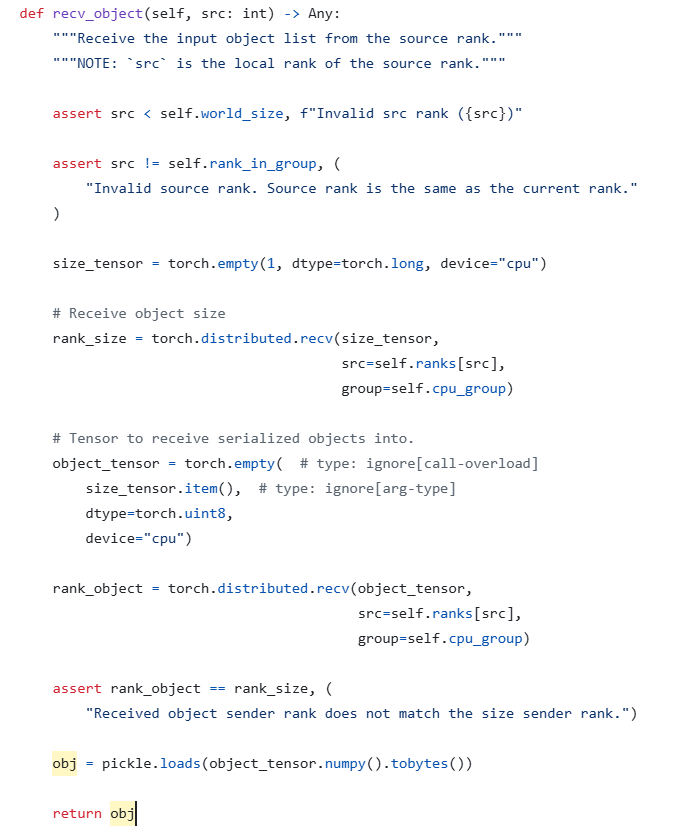 def recv_object(self, src: int) -> Any:
    """Receive the input object list from the source rank."""
    """NOTE: `src` is the local rank of the source rank."""

    assert src < self.world_size, f"Invalid src rank ({src})"

    assert src != self.rank_in_group, (
        "Invalid source rank. Source rank is the same as the current rank."
    )

    size_tensor = torch.empty(1, dtype=torch.long, device="cpu")

    # Receive object size
    rank_size = torch.distributed.recv(size_tensor,
                                       src=self.ranks[src],
                                       group=self.cpu_group)

    # Tensor to receive serialized objects into.
    object_tensor = torch.empty(  # type: ignore[call-overload]
        size_tensor.item(),  # type: ignore[arg-type]
        dtype=torch.uint8,
        device="cpu")

    rank_object = torch.distributed.recv(object_tensor,
                                         src=self.ranks[src],
                                         group=self.cpu_group)

    assert rank_object == rank_size, (
        "Received object sender rank does not match the size sender rank.")

    obj = pickle.loads(object_tensor.numpy().tobytes())

    return obj